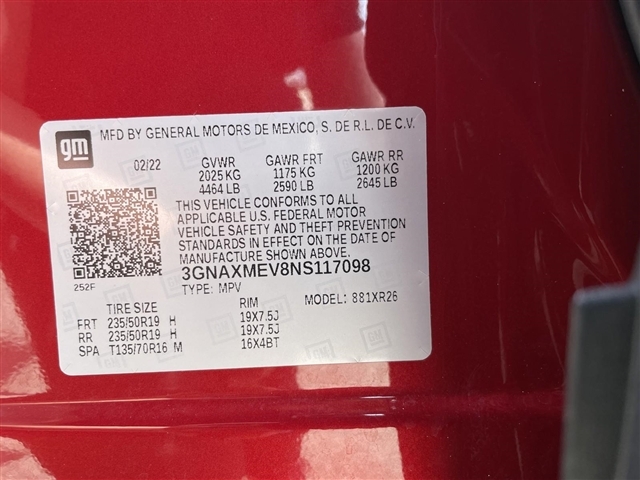 gm
MFD BY GENERAL MOTORS DE MEXICO, S. DE R.L. DE C.V.
02/22 GVWR GAWR FRT GAWR RR
2025 KG 1175 KG 1200 KG
4464 LB 2590 LB 2645 LB
THIS VEHICLE CONFORMS TO ALL
APPLICABLE U.S. FEDERAL MOTOR
VEHICLE SAFETY AND THEFT PREVENTION
STANDARDS IN EFFECT ON THE DATE OF
MANUFACTURE SHOWN ABOVE.
3GNAXMEV8NS117098
252F
TYPE: MPV MODEL: 881XR26
TIRE SIZE RIM
FRT 235/50R19 H 19X7.5J
RR 235/50R19 H 19X7.5J
SPA T135/70R16 M 16X4BT